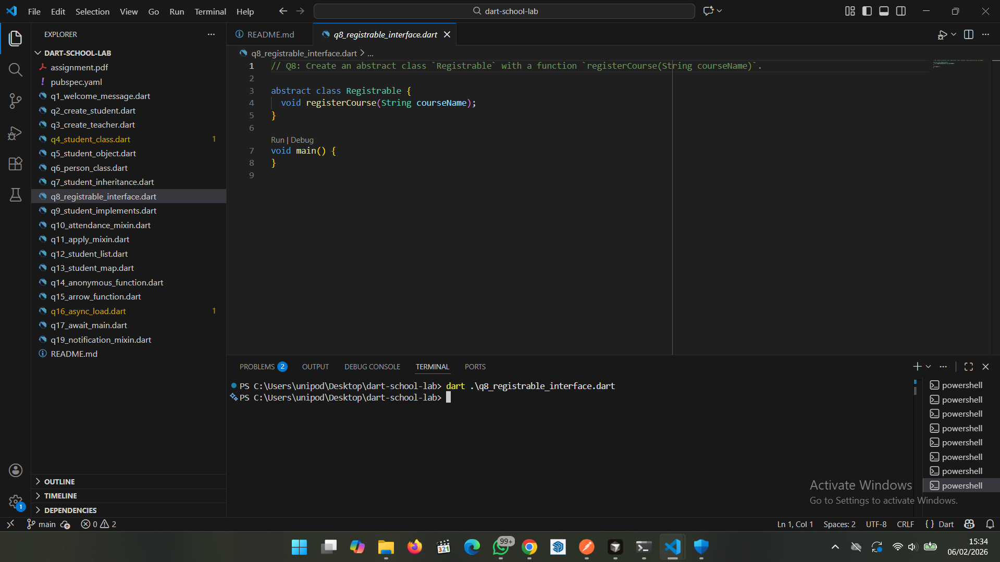 File Edit Selection View Go Run Terminal Help
dart-school-lab
EXPLORER
DART-SCHOOL-LAB
assignment.pdf
! pubspec.yaml
q1_welcome_message.dart
q2_create_student.dart
q3_create_teacher.dart
q4_student_class.dart 1
q5_student_object.dart
q6_person_class.dart
q7_student_inheritance.dart
q8_registrable_interface.dart
q9_student_implements.dart
q10_attendance_mixin.dart
q11_apply_mixin.dart
q12_student_list.dart
q13_student_map.dart
q14_anonymous_function.dart
q15_arrow_function.dart
q16_async_load.dart 1
q17_await_main.dart
q19_notification_mixin.dart
README.md
OUTLINE
TIMELINE
DEPENDENCIES
README.md q8_registrable_interface.dart
q8_registrable_interface.dart > ...
1 // Q8: Create an abstract class `Registrable` with a function `registerCourse(String courseName)`.
2
3 abstract class Registrable {
4 void registerCourse(String courseName);
5 }
6
Run | Debug
7 void main() {
8 }
9
PROBLEMS 2 OUTPUT DEBUG CONSOLE TERMINAL PORTS
PS C:\Users\unipod\Desktop\dart-school-lab> dart .\q8_registrable_interface.dart
PS C:\Users\unipod\Desktop\dart-school-lab>
powershell
powershell
powershell
powershell
powershell
powershell
powershell
powershell
Activate Windows
Go to Settings to activate Windows.
1
main 0 2 Ln 1, Col 1 Spaces: 2 UTF-8 CRLF { } Dart
321
99+
15:34
06/02/2026